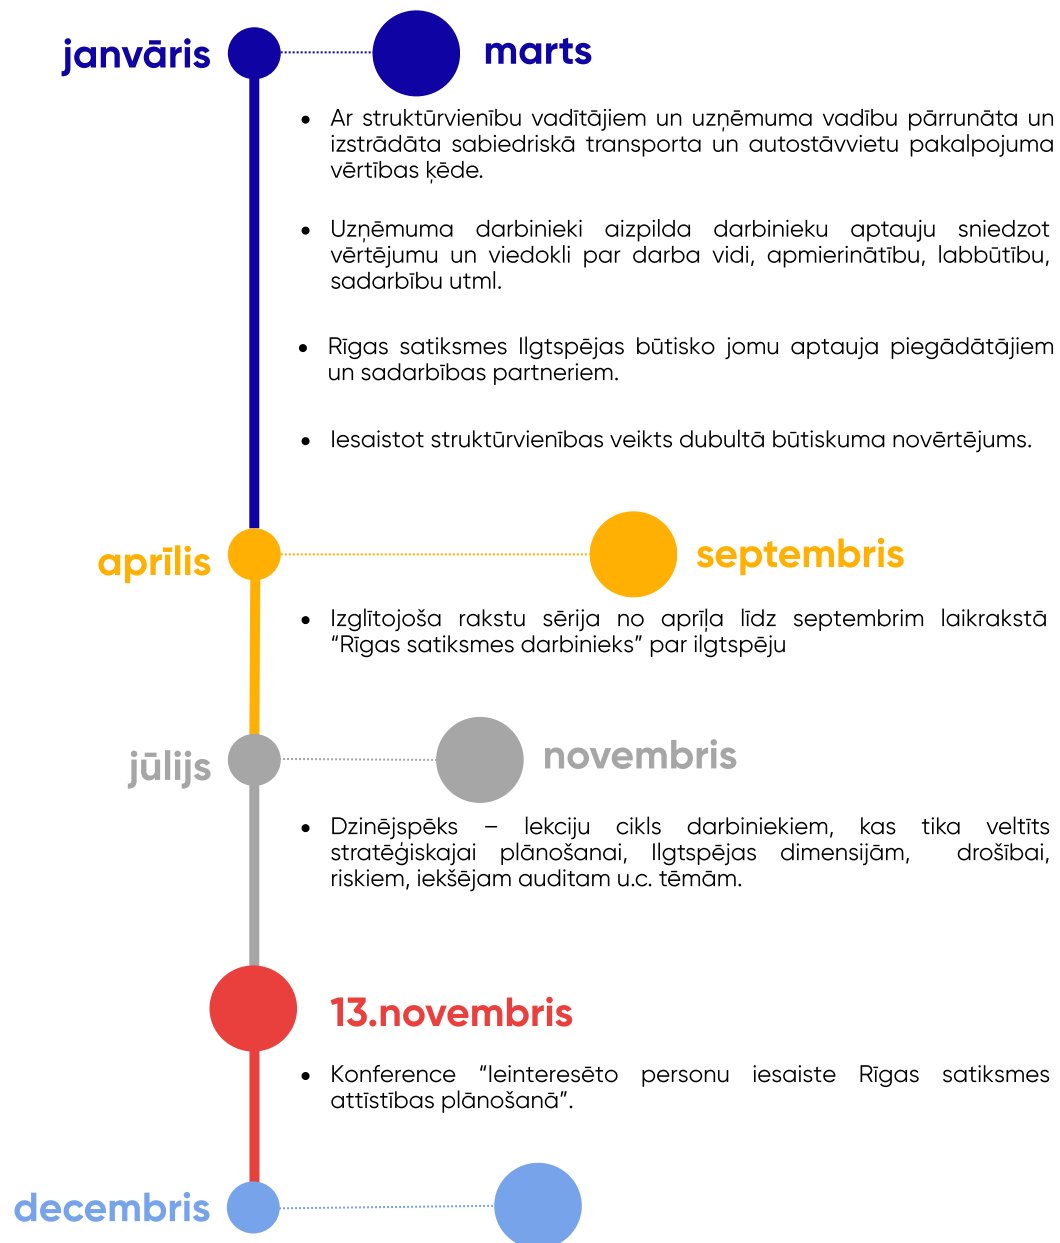 janvāris marts
• Ar struktūrvienību vadītājiem un uzņēmuma vadību pārrunāta un
izstrādāta sabiedriskā transporta un autostāvvietu pakalpojuma
vērtības ķēde.
• Uzņēmuma darbinieki aizpilda darbinieku aptauju sniedzot
vērtējumu un viedokli par darba vidi, apmierinātību, labbūtību,
sadarbību utml.
• Rīgas satiksmes Ilgtspējas būtisko jomu aptauja piegādātājiem
un sadarbības partneriem.
• Iesaistot struktūrvienības veikts dubultā būtiskuma novērtējums.
aprīlis septembris
• Izglītojoša rakstu sērija no aprīļa līdz septembrim laikrakstā
“Rīgas satiksmes darbinieks” par ilgtspēju
jūlijs novembris
• Dzinējspēks – lekciju cikls darbiniekiem, kas tika veltīts
stratēģiskajai plānošanai, Ilgtspējas dimensijām, drošībai,
riskiem, iekšējam auditam u.c. tēmām.
13.novembris
• Konference “Ieinteresēto personu iesaiste Rīgas satiksmes
attīstības plānošanā”.
decembris